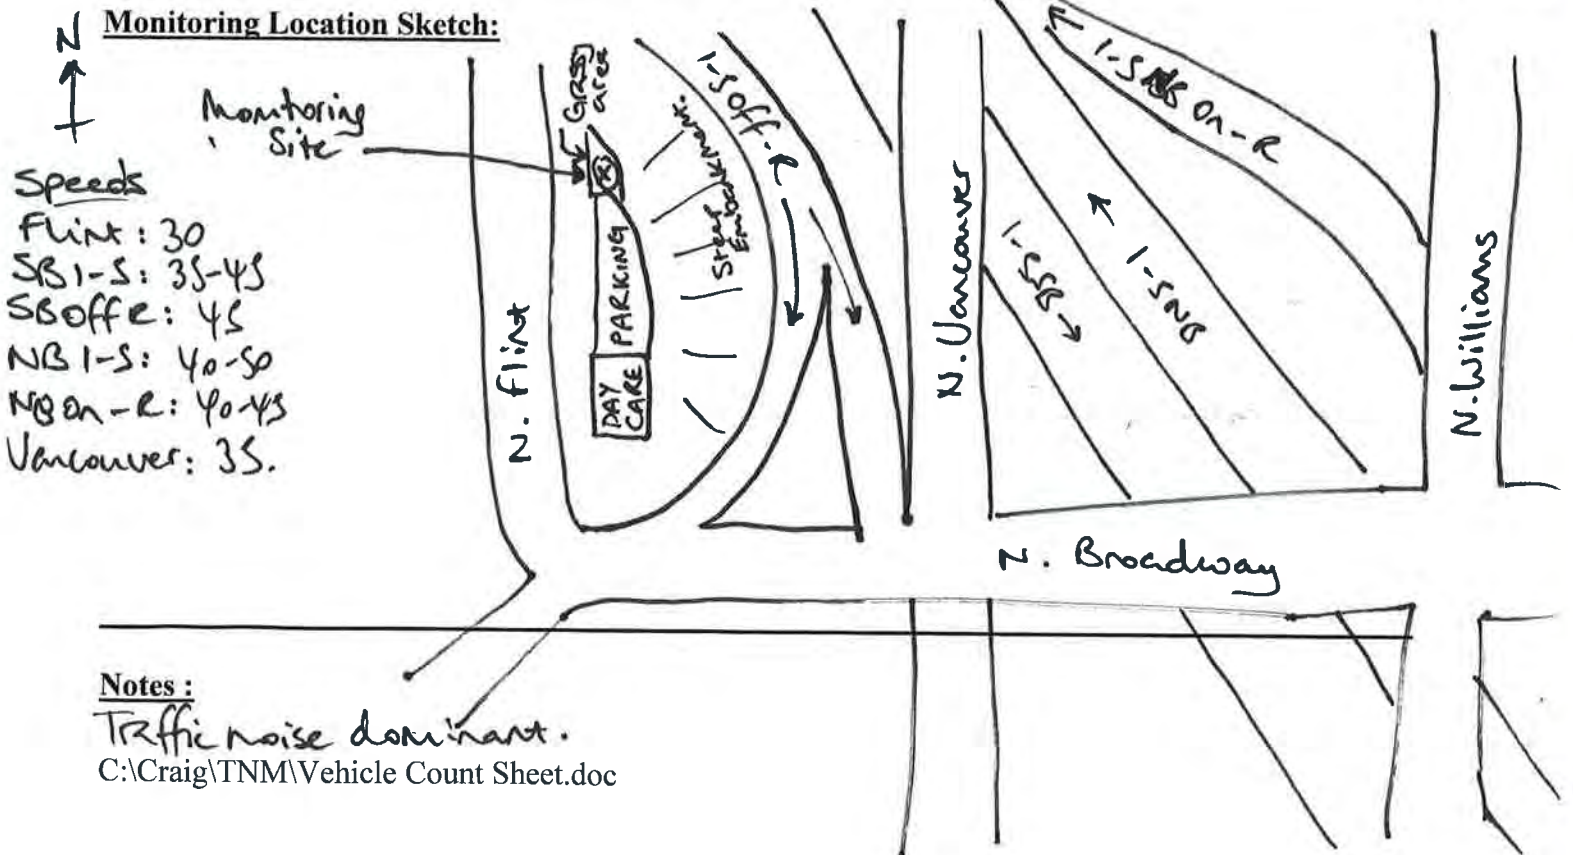 N
Monitoring Location Sketch:
Monitoring
Site
Grass
area
Speeds
Flint: 30
SB I-5: 35-45
SB off R: 45
NB I-5: 40-50
NB On-R: 40-45
Vancouver: 35.
N. Flint
PARKING
DAY
CARE
Steep
Embankment.
I-5 Off-R
N. Vancouver
I-5 SB
I-5 NB
I-5 NB On-R
N. Willians
N. Broadway
Notes :
Traffic noise dominant.
C:\Craig\TNM\Vehicle Count Sheet.doc